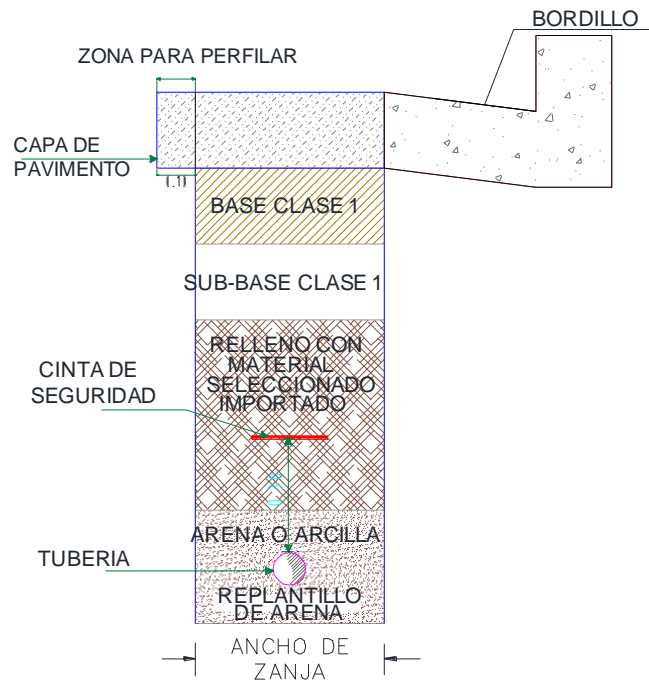 BORDILLO
ZONA PARA PERFILAR
CAPA DE
PAVIMENTO
BASE CLASE 1
SUB-BASE CLASE 1
RELLENO CON
MATERIAL
SELECCIONADO
IMPORTADO
CINTA DE
SEGURIDAD
ARENA O ARCILLA
TUBERIA
REPLANTILLO
DE ARENA
ANCHO DE
ZANJA